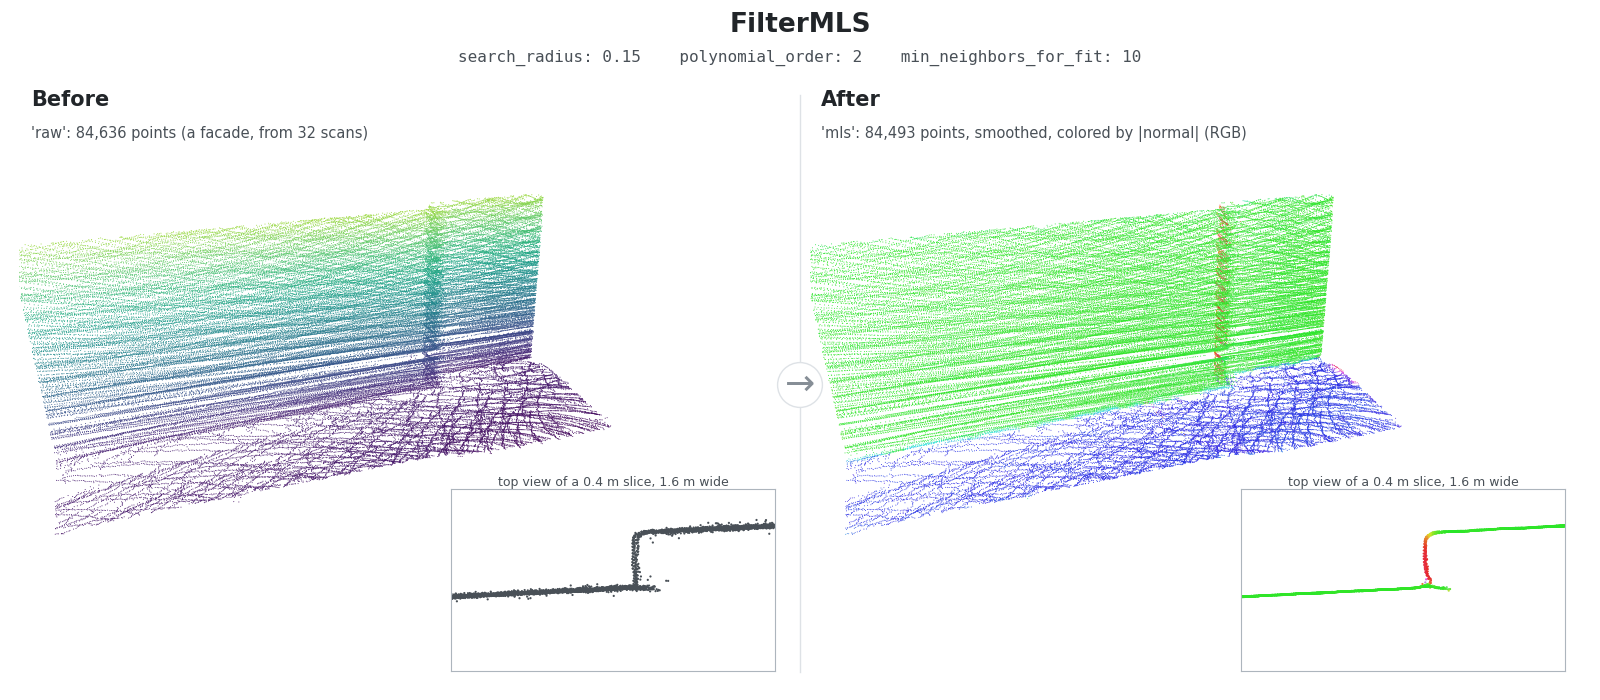 FilterMLS
search_radius: 0.15    polynomial_order: 2    min_neighbors_for_fit: 10
Before
'raw': 84,636 points (a facade, from 32 scans)
top view of a 0.4 m slice, 1.6 m wide
→
After
'mls': 84,493 points, smoothed, colored by |normal| (RGB)
top view of a 0.4 m slice, 1.6 m wide